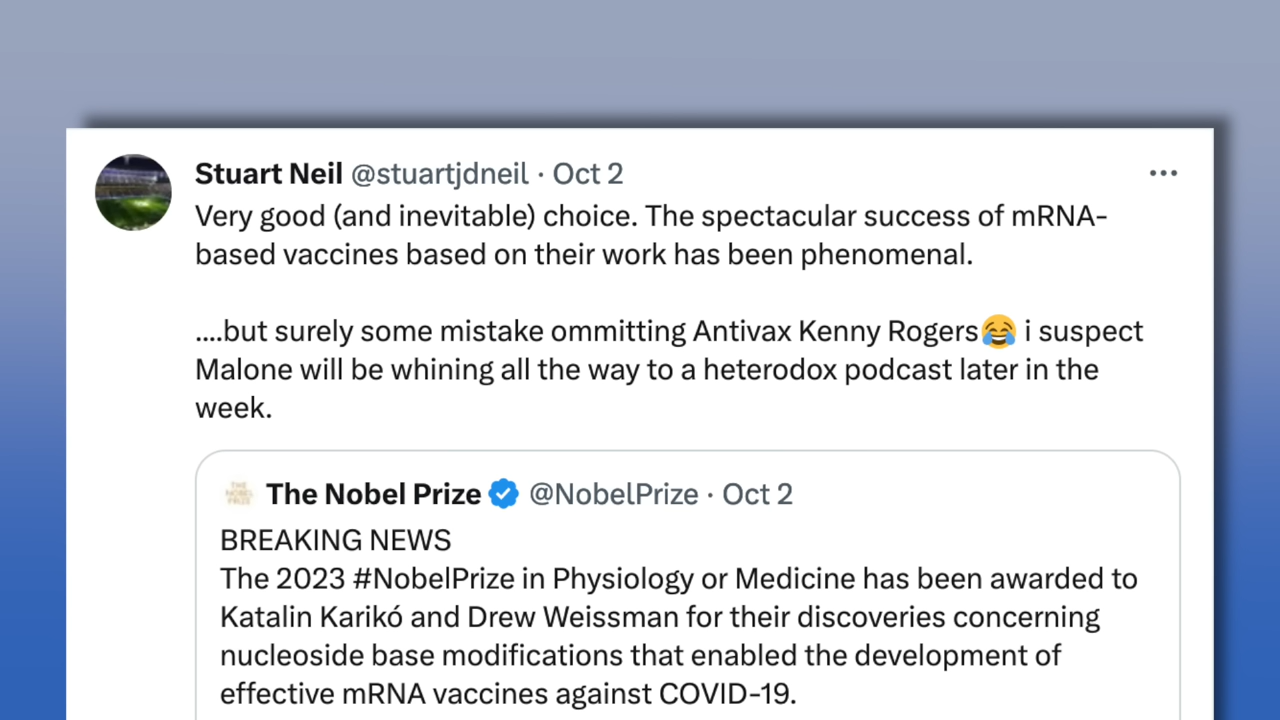 Stuart Neil @stuartjdneil · Oct 2
Very good (and inevitable) choice. The spectacular success of mRNA-
based vaccines based on their work has been phenomenal.
....but surely some mistake ommitting Antivax Kenny Rogers😂 i suspect
Malone will be whining all the way to a heterodox podcast later in the
week.
THE
NOBEL
PRIZE
The Nobel Prize @NobelPrize · Oct 2
BREAKING NEWS
The 2023 #NobelPrize in Physiology or Medicine has been awarded to
Katalin Karikó and Drew Weissman for their discoveries concerning
nucleoside base modifications that enabled the development of
effective mRNA vaccines against COVID-19.